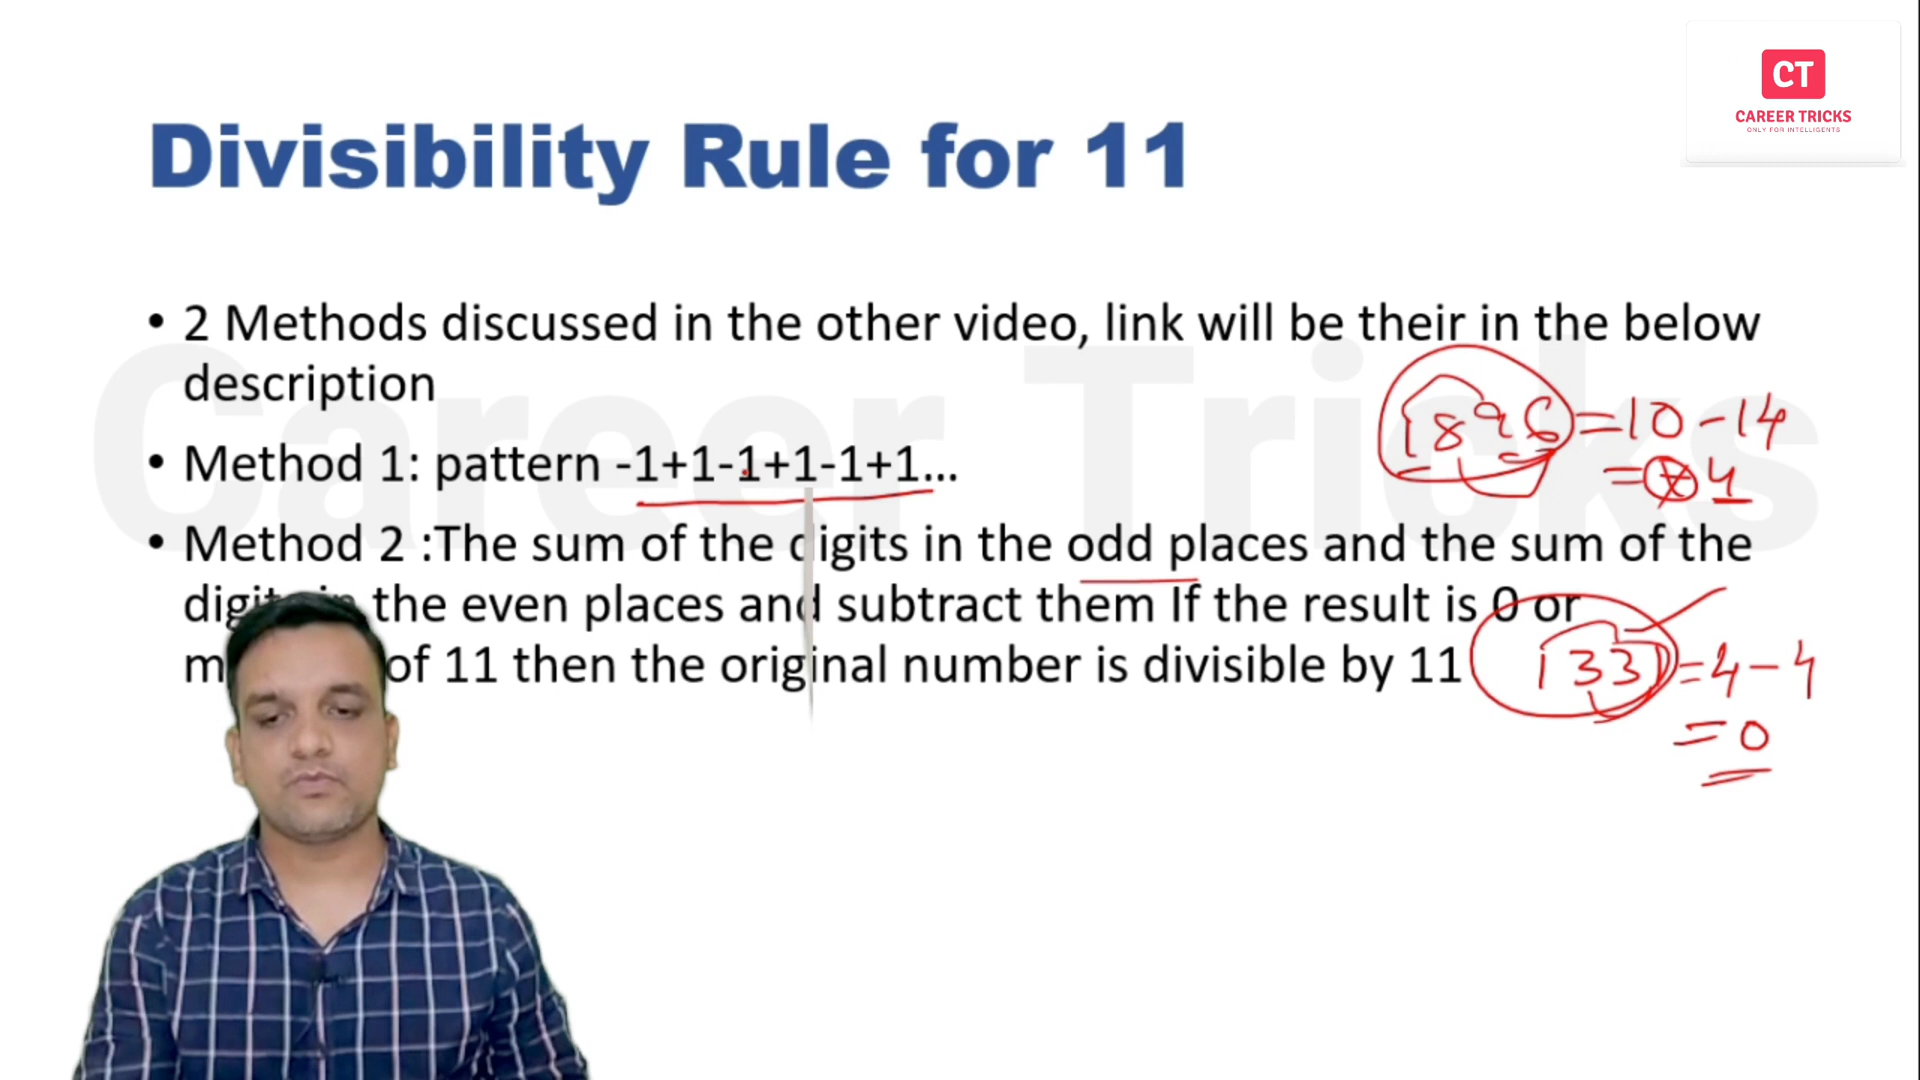 CT
CAREER TRICKS
ONLY FOR INTELLIGENTS
Divisibility Rule for 11
• 2 Methods discussed in the other video, link will be their in the below
description
• Method 1: pattern -1+1-1+1-1+1...
• Method 2 :The sum of the digits in the odd places and the sum of the
the even places and subtract them If the result is 0 or
of 11 then the original number is divisible by 11
1896 = 10 - 14
= 4
1331 = 4 - 4
= 0
Career Tricks